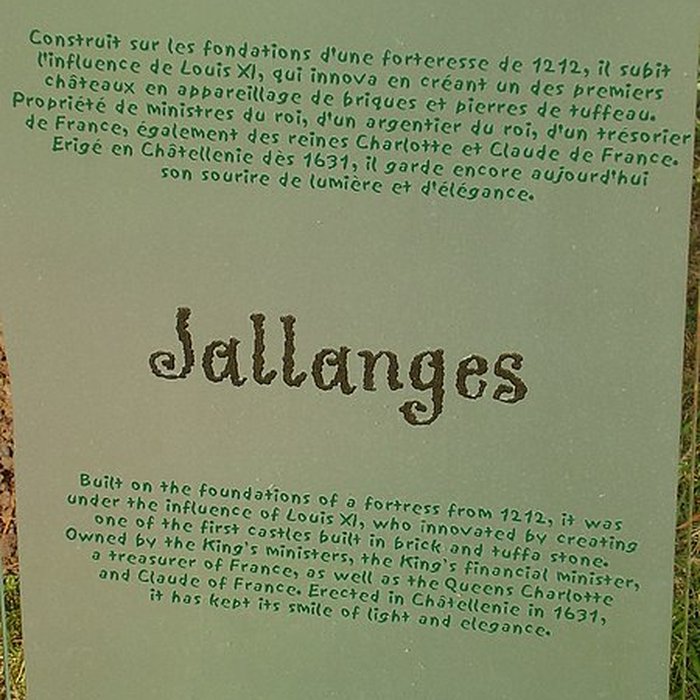 Construit sur les fondations d'une forteresse de 1212, il subit
l'influence de Louis XI, qui innova en créant un des premiers
châteaux en appareillage de briques et pierres de tuffeau.
Propriété de ministres du roi, d'un argentier du roi, d'un trésorier
de France, également des reines Charlotte et Claude de France.
Erigé en Châtellenie dès 1631, il garde encore aujourd'hui
son sourire de lumière et d'élégance.
Jallanges
Built on the foundations of a fortress from 1212, it was
under the influence of Louis XI, who innovated by creating
one of the first castles built in brick and tuffa stone.
Owned by the King's ministers, the King's financial minister,
a treasurer of France, as well as the Queens Charlotte
and Claude of France. Erected in Châtellenie in 1631,
it has kept its smile of light and elegance.